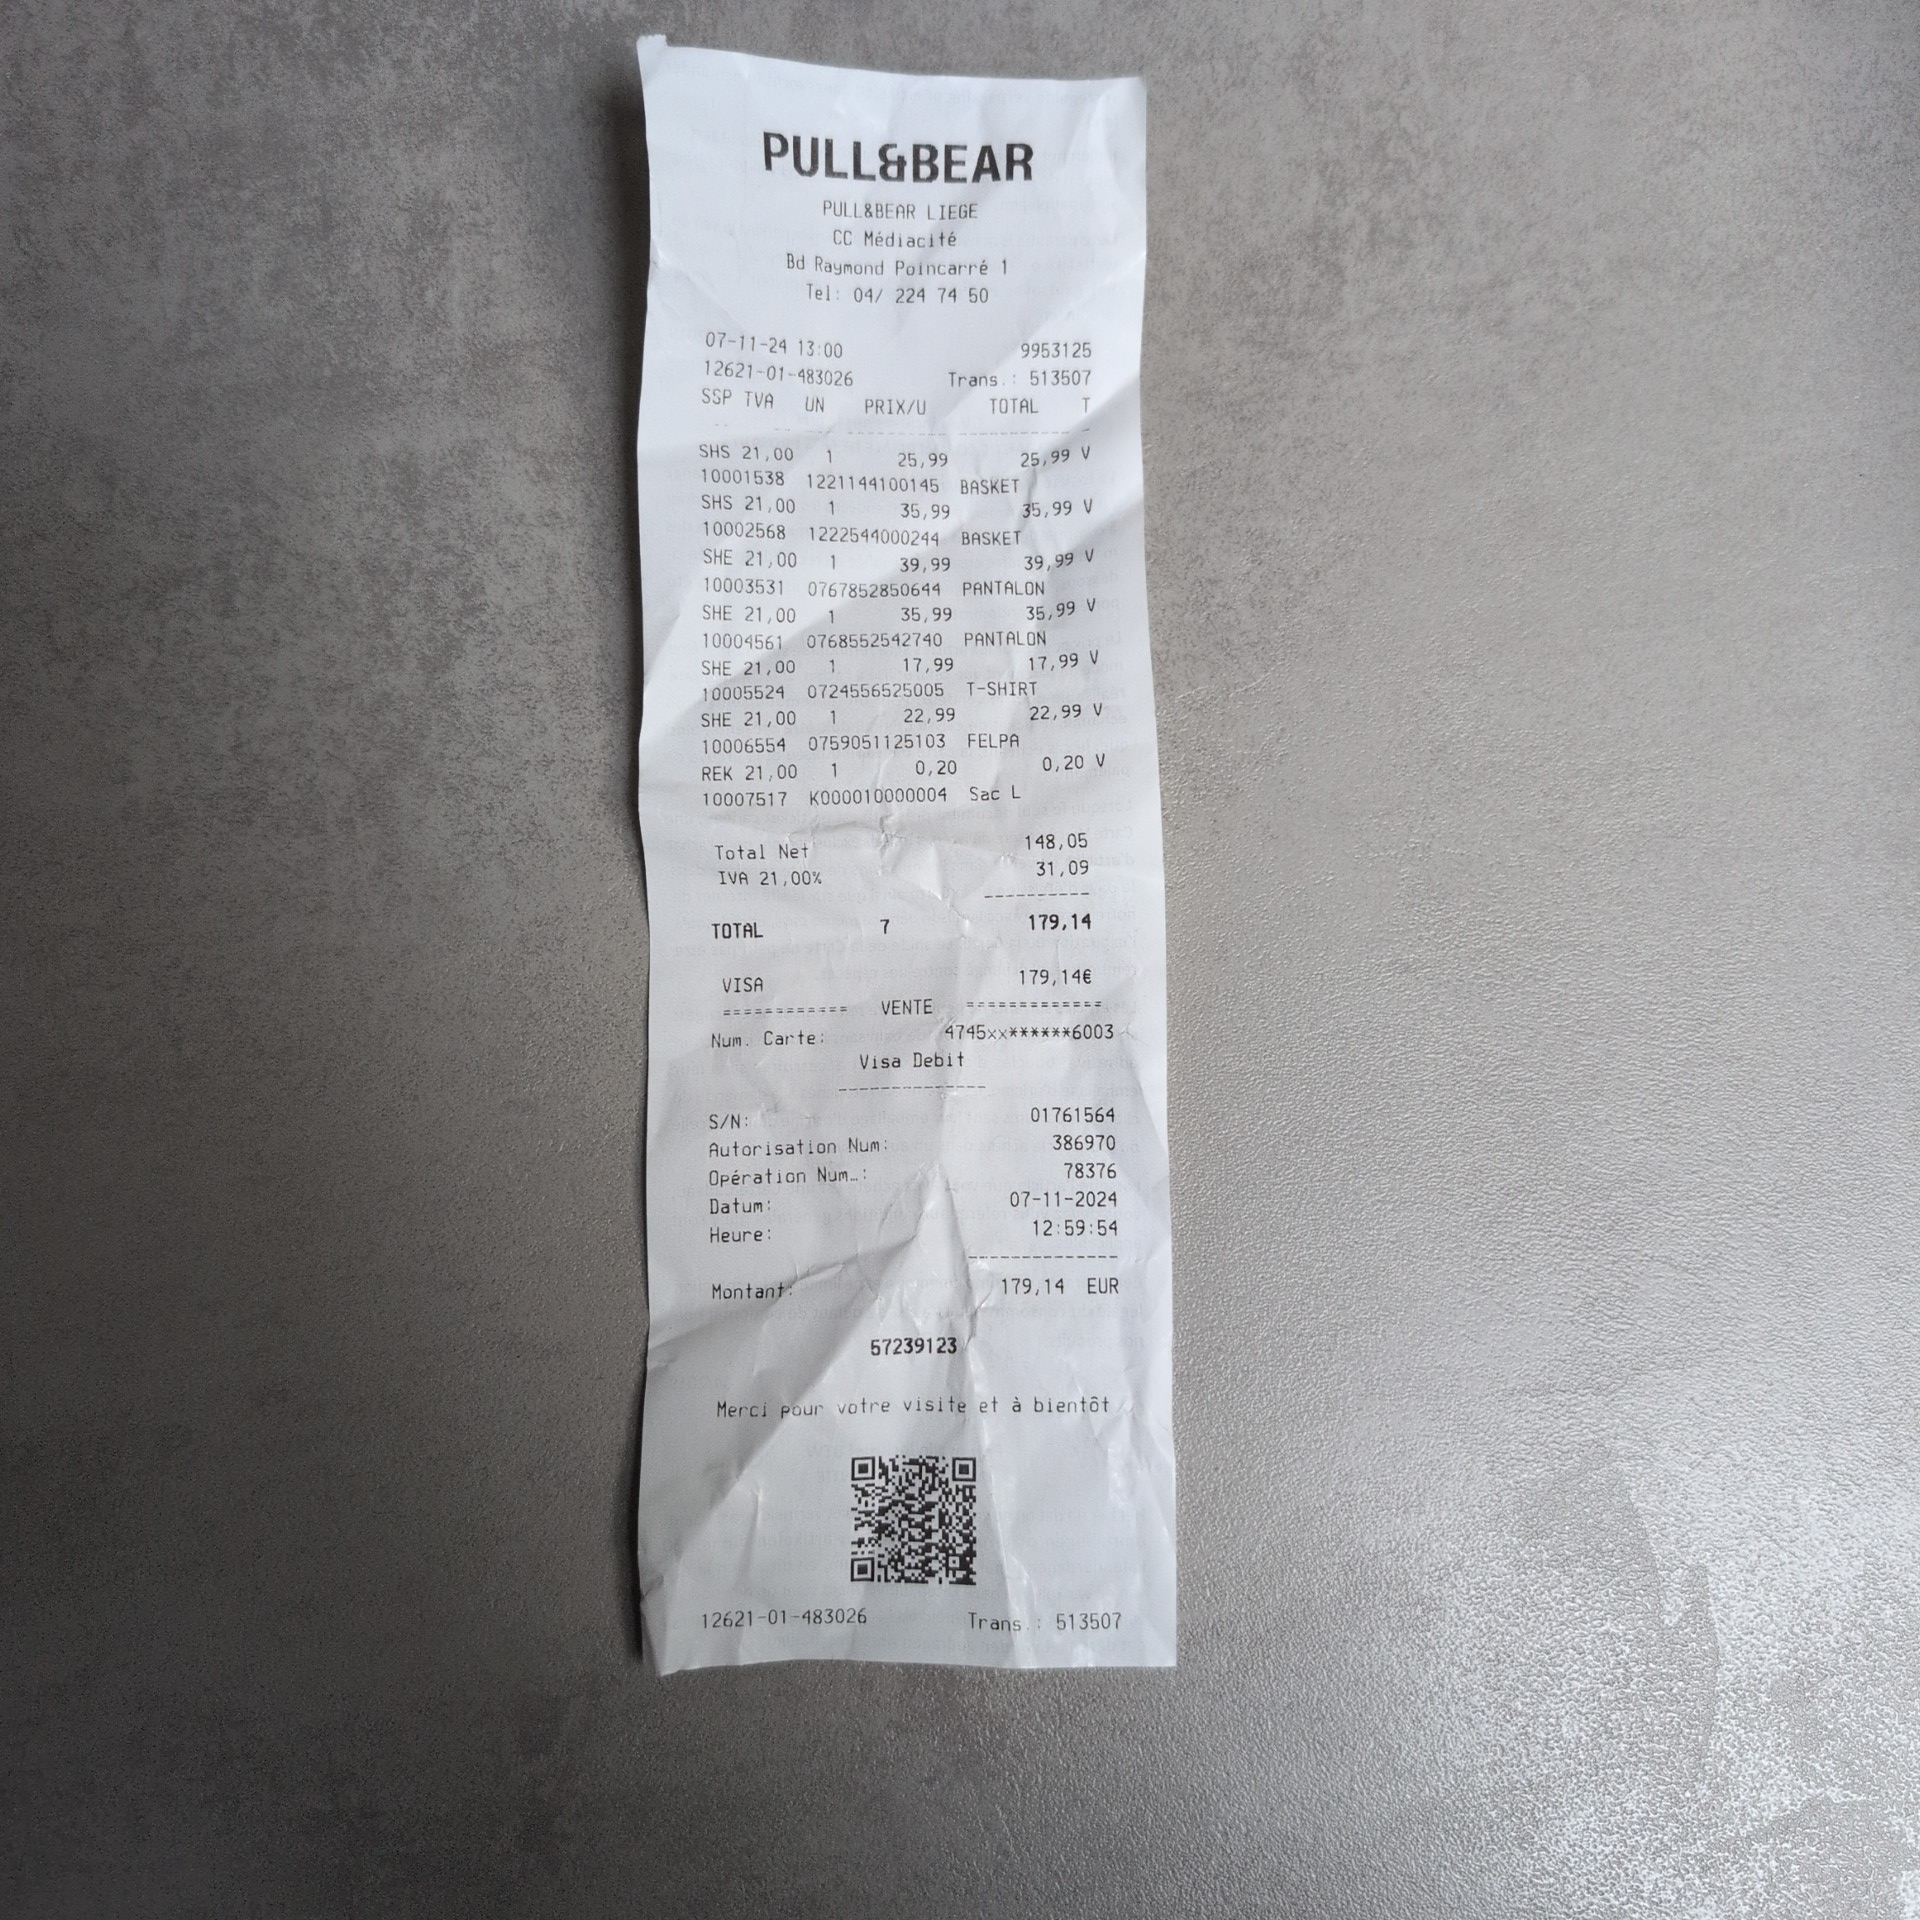 PULL&BEAR
PULL&BEAR LIEGE
CC Médiacité
Bd Raymond Poincarré 1
Tel: 04/ 224 74 50
07-11-24 13:00 9953125
12621-01-483026 Trans.: 513507
SSP TVA UN PRIX/U TOTAL T
SHS 21,00 1 25,99 25,99 V
10001538 1221144100145 BASKET
SHS 21,00 1 35,99 35,99 V
10002568 1222544000244 BASKET
SHE 21,00 1 39,99 39,99 V
10003531 0767852850644 PANTALON
SHE 21,00 1 35,99 35,99 V
10004561 0768552542740 PANTALON
SHE 21,00 1 17,99 17,99 V
10005524 0724556525005 T-SHIRT
SHE 21,00 1 22,99 22,99 V
10006554 0759051125103 FELPA
REK 21,00 1 0,20 0,20 V
10007517 K000010000004 Sac L
Total Net 148,05
IVA 21,00% 31,09
----------
TOTAL 7 179,14
VISA 179,14€
============ VENTE =============
Num. Carte: 4745xx******6003
Visa Debit
--------------
S/N: 01761564
Autorisation Num: 386970
Opération Num…: 78376
Datum: 07-11-2024
Heure: 12:59:54
--------------
Montant: 179,14 EUR
57239123
Merci pour votre visite et à bientôt
12621-01-483026 Trans.: 513507